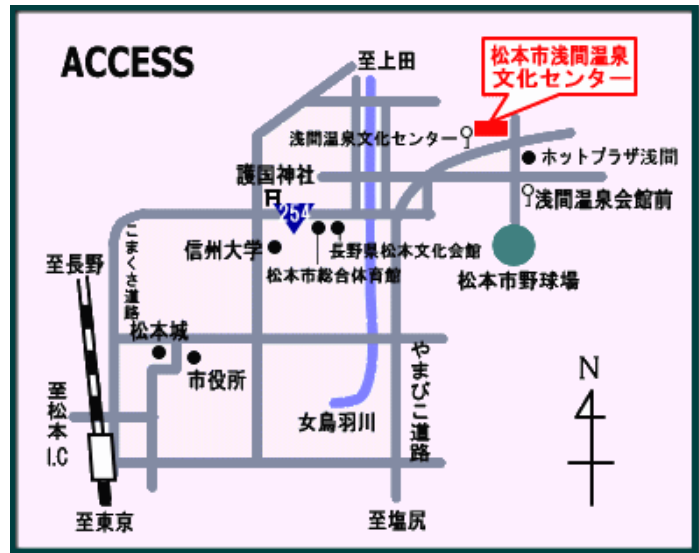 ACCESS
至上田
松本市浅間温泉
文化センター
浅間温泉文化センター
ホットプラザ浅間
護国神社
254
浅間温泉会館前
信州大学
長野県松本文化会館
松本市総合体育館
松本市野球場
こまくさ道路
至長野
松本城
市役所
やまびこ道路
至松本I.C
女鳥羽川
N
至東京
至塩尻